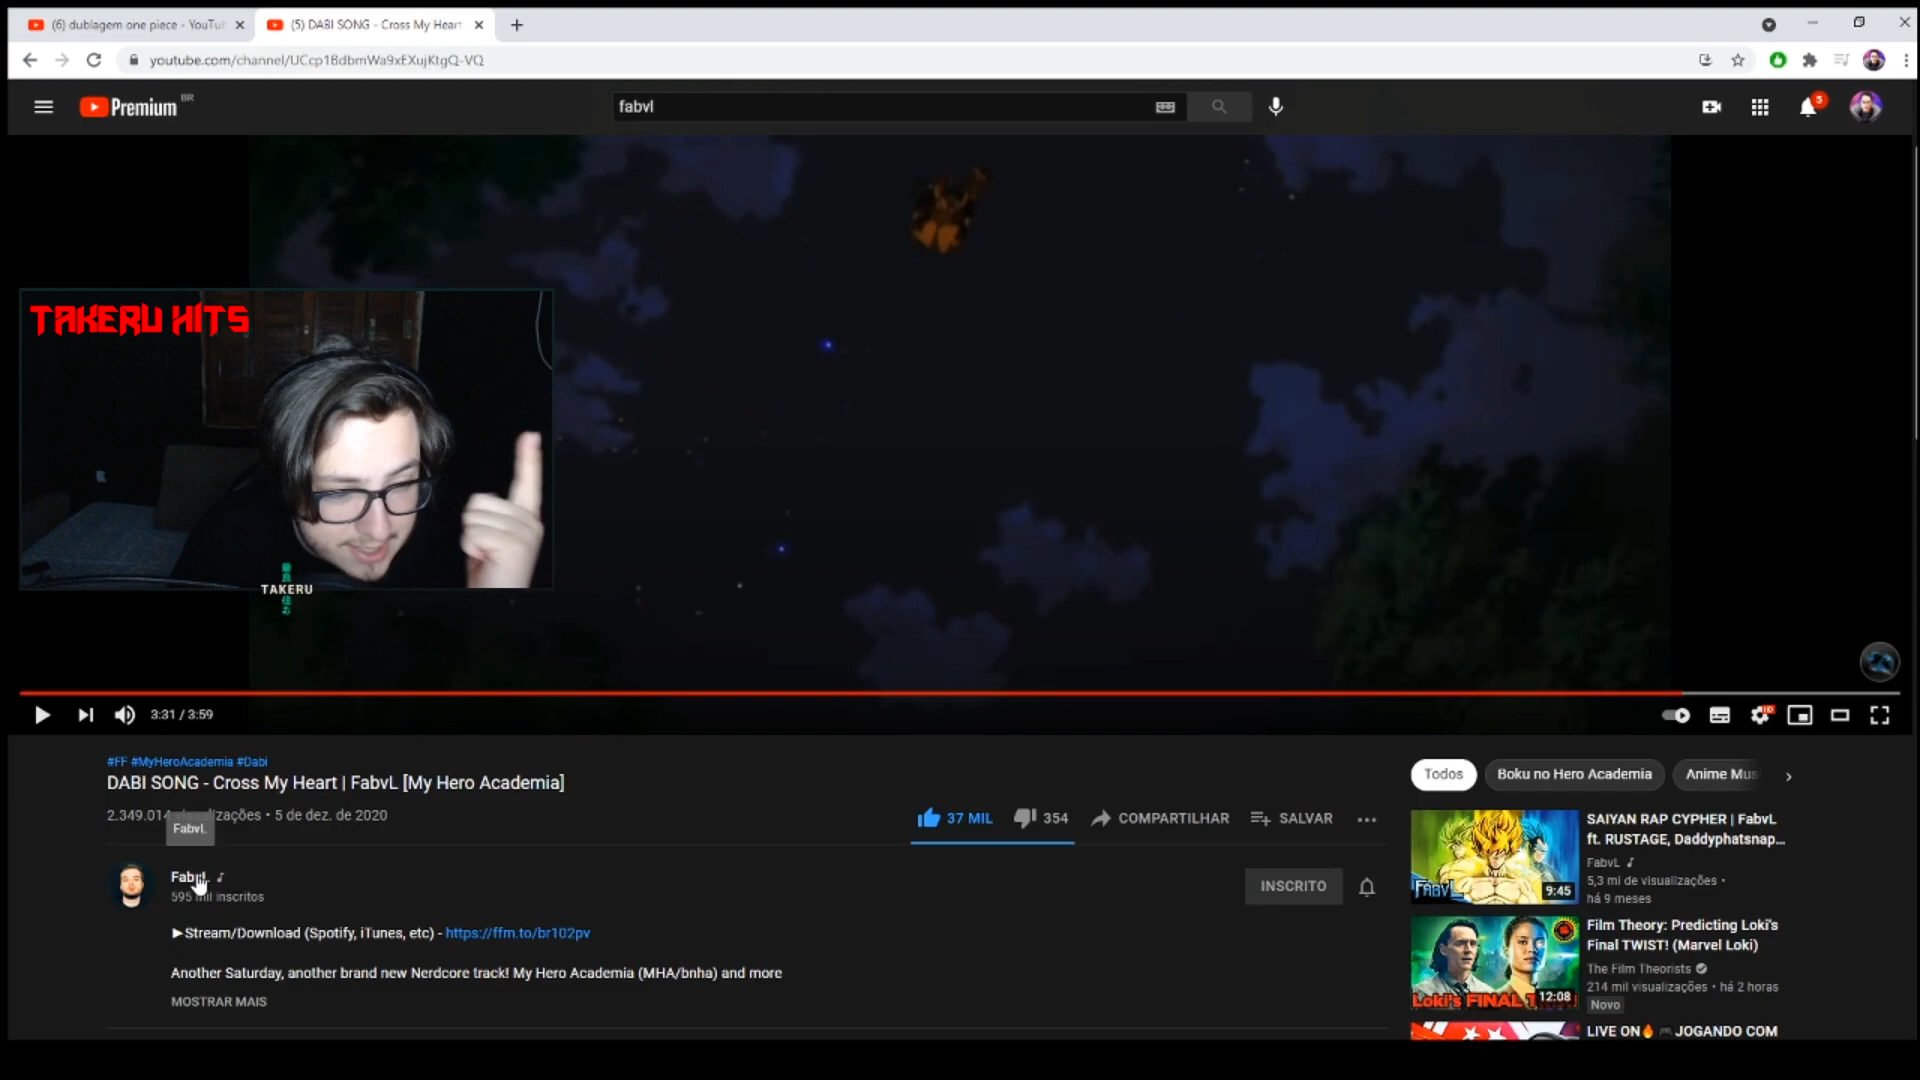 (6) dublagem one piece - YouTu
(5) DABI SONG - Cross My Heart
youtube.com/channel/UCcp1BdbmWa9xEXujKtgQ-VQ
Premium BR
fabvl
3
TAKERU HITS
TAKERU
3:31 / 3:59
HD
#FF #MyHeroAcademia #Dabi
DABI SONG - Cross My Heart | FabvL [My Hero Academia]
2.349.014 visualizações • 5 de dez. de 2020
FabvL
37 MIL
354
COMPARTILHAR
SALVAR
FabvL
595 mil inscritos
INSCRITO
►Stream/Download (Spotify, iTunes, etc) - https://ffm.to/br102pv
Another Saturday, another brand new Nerdcore track! My Hero Academia (MHA/bnha) and more
MOSTRAR MAIS
Todos
Boku no Hero Academia
Anime Mus
FABVL
9:45
SAIYAN RAP CYPHER | FabvL
ft. RUSTAGE, Daddyphatsnap...
FabvL
5,3 mi de visualizações •
há 9 meses
Loki's FINAL
12:08
Film Theory: Predicting Loki's
Final TWIST! (Marvel Loki)
The Film Theorists
214 mil visualizações • há 2 horas
Novo
LIVE ON🔥🎮 JOGANDO COM